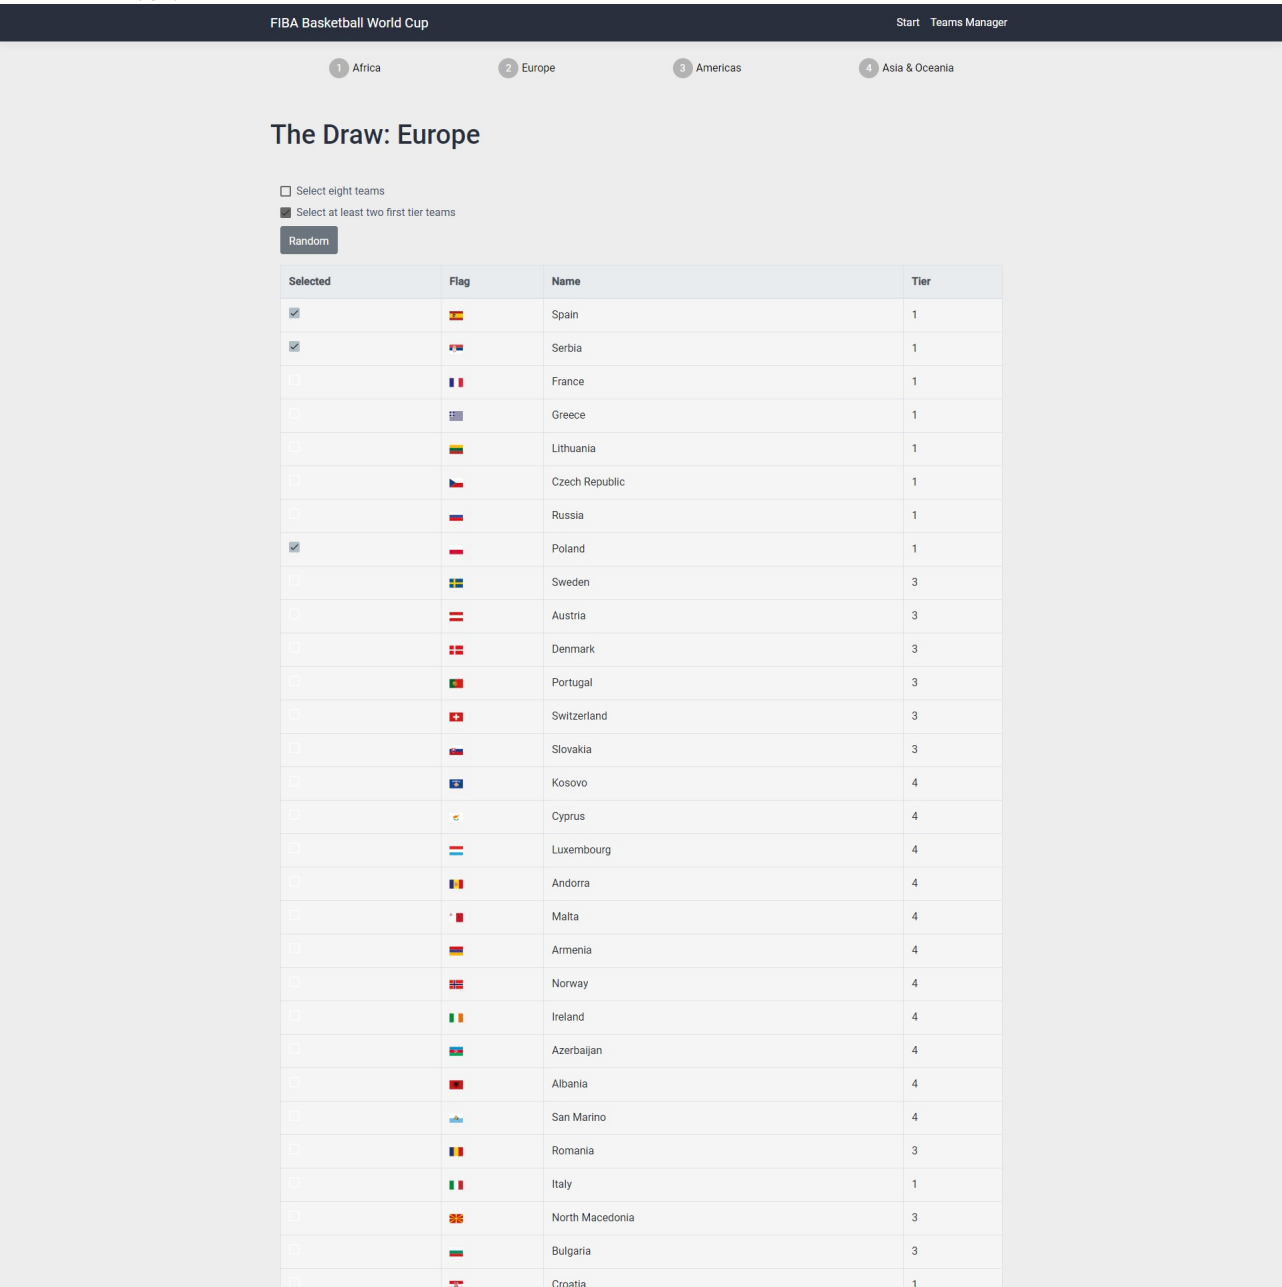 FIBA Basketball World Cup Start Teams Manager
1 Africa 2 Europe 3 Americas 4 Asia & Oceania
The Draw: Europe
Select eight teams
Select at least two first tier teams
Random
Selected Flag Name Tier
Spain 1
Serbia 1
France 1
Greece 1
Lithuania 1
Czech Republic 1
Russia 1
Poland 1
Sweden 3
Austria 3
Denmark 3
Portugal 3
Switzerland 3
Slovakia 3
Kosovo 4
Cyprus 4
Luxembourg 4
Andorra 4
Malta 4
Armenia 4
Norway 4
Ireland 4
Azerbaijan 4
Albania 4
San Marino 4
Romania 3
Italy 1
North Macedonia 3
Bulgaria 3
Croatia 1